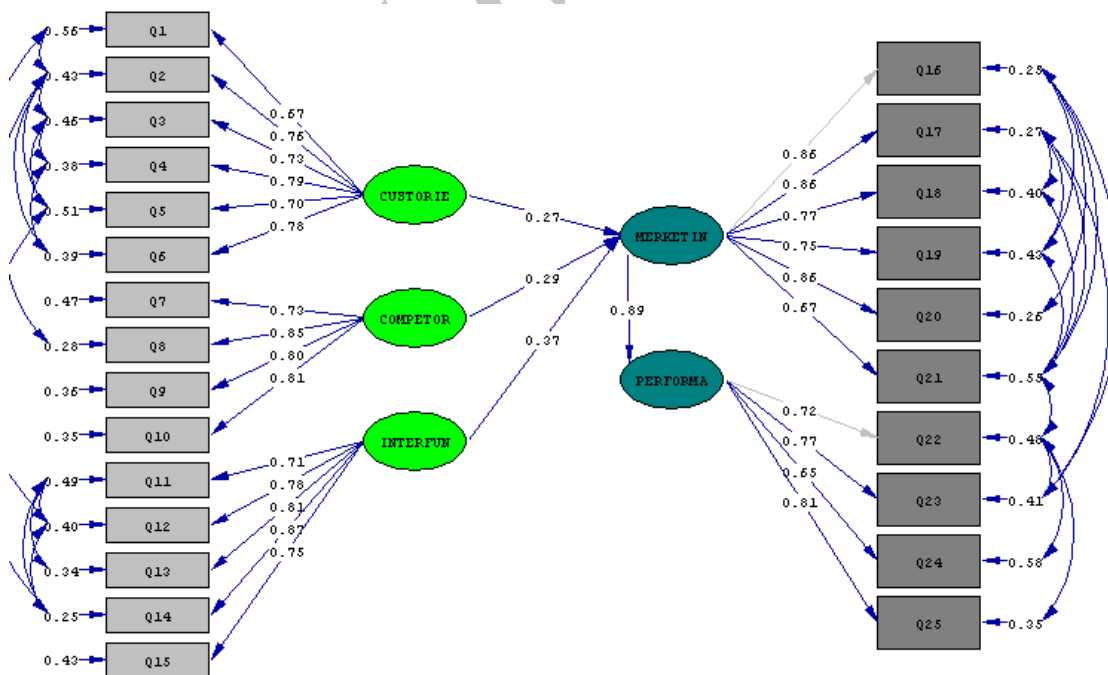 0.56 Q1
0.43 Q2
0.46 Q3
0.38 Q4
0.51 Q5
0.39 Q6
0.47 Q7
0.28 Q8
0.36 Q9
0.35 Q10
0.49 Q11
0.40 Q12
0.34 Q13
0.25 Q14
0.43 Q15
0.67
0.76
0.73
0.79
0.70
0.78
0.73
0.85
0.80
0.81
0.71
0.78
0.81
0.87
0.75
CUSTORIE
COMPETOR
INTERFUN
0.27
0.29
0.37
MERKETIN
0.89
PERFORMA
0.86
0.86
0.77
0.75
0.86
0.67
0.72
0.77
0.65
0.81
Q16 0.25
Q17 0.27
Q18 0.40
Q19 0.43
Q20 0.26
Q21 0.55
Q22 0.48
Q23 0.41
Q24 0.58
Q25 0.35